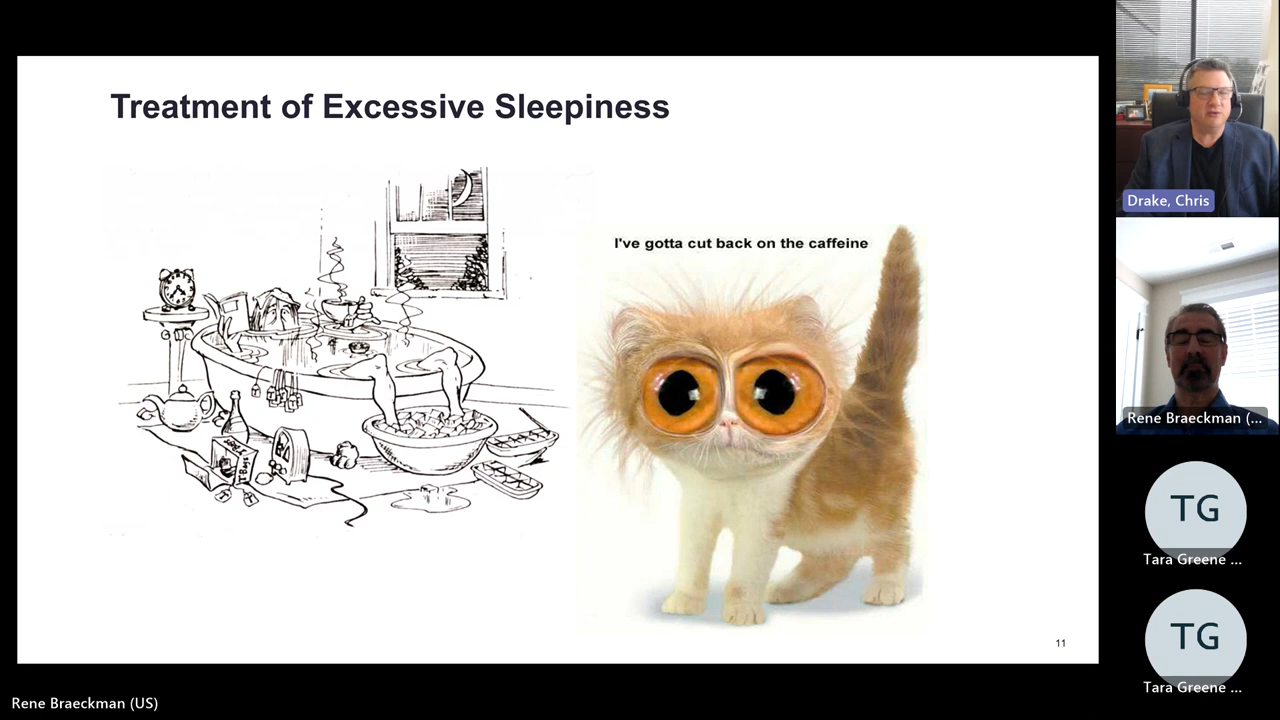 Treatment of Excessive Sleepiness
I've gotta cut back on the caffeine
11
Drake, Chris
Rene Braeckman (...
TG
Tara Greene ...
TG
Tara Greene ...
Rene Braeckman (US)